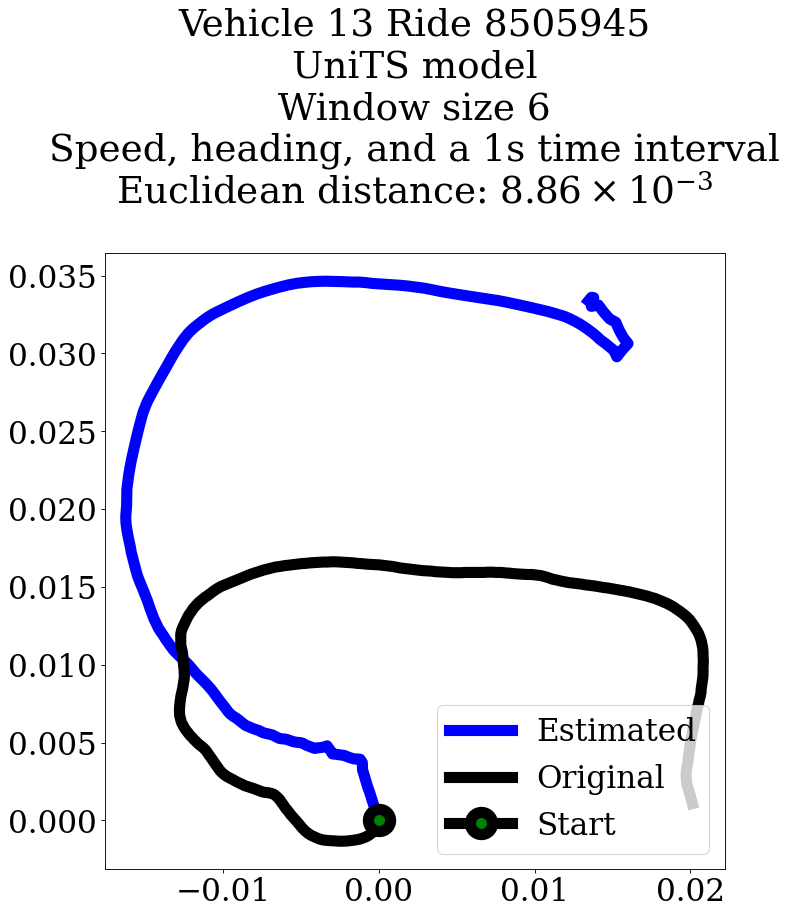 Vehicle 13 Ride 8505945
UniTS model
Window size 6
Speed, heading, and a 1s time interval
Euclidean distance: 8.86 × 10⁻³
0.035
0.030
0.025
0.020
0.015
0.010
0.005
0.000
Estimated
Original
Start
−0.01 0.00 0.01 0.02